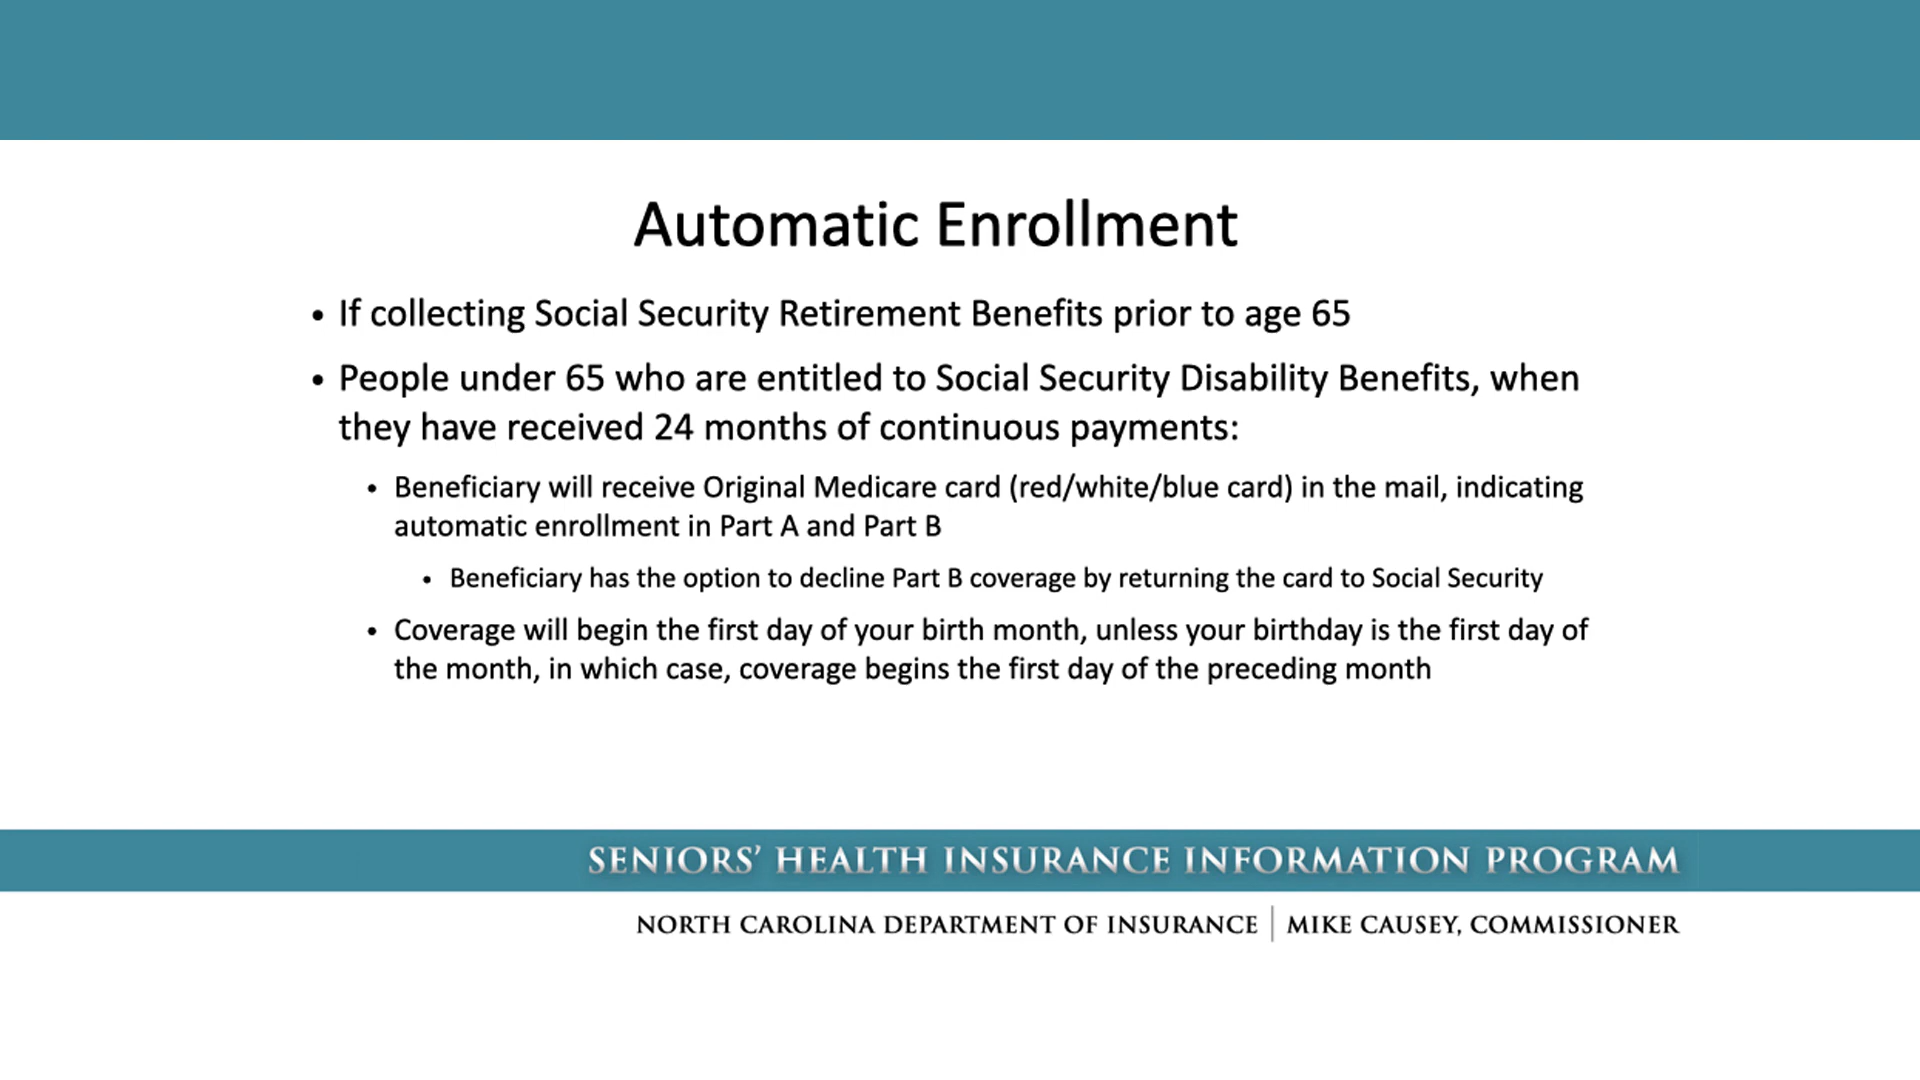 Automatic Enrollment
• If collecting Social Security Retirement Benefits prior to age 65
• People under 65 who are entitled to Social Security Disability Benefits, when
they have received 24 months of continuous payments:
• Beneficiary will receive Original Medicare card (red/white/blue card) in the mail, indicating
automatic enrollment in Part A and Part B
• Beneficiary has the option to decline Part B coverage by returning the card to Social Security
• Coverage will begin the first day of your birth month, unless your birthday is the first day of
the month, in which case, coverage begins the first day of the preceding month
SENIORS’ HEALTH INSURANCE INFORMATION PROGRAM
NORTH CAROLINA DEPARTMENT OF INSURANCE | MIKE CAUSEY, COMMISSIONER